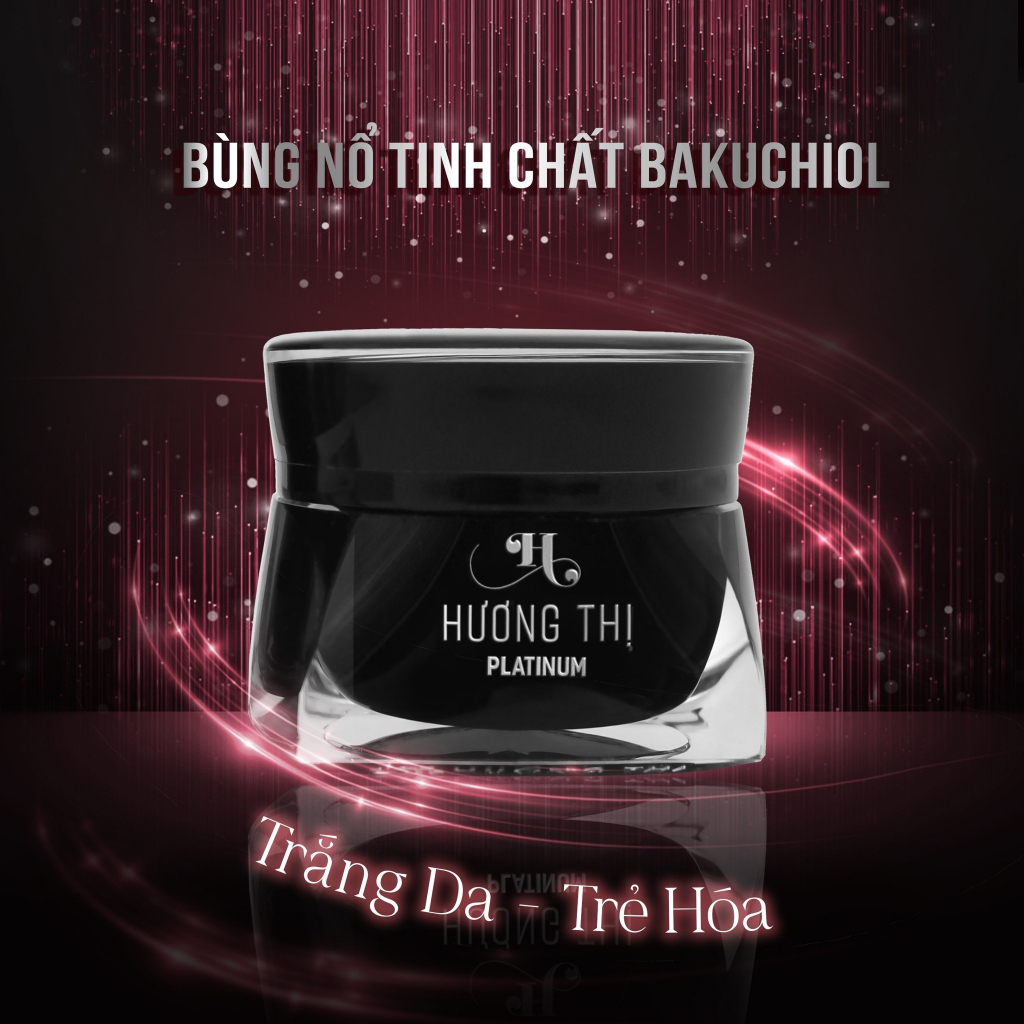 BÙNG NỔ TINH CHẤT BAKUCHIOL
H
HƯƠNG THỊ
PLATINUM
Trắng Da - Trẻ Hóa